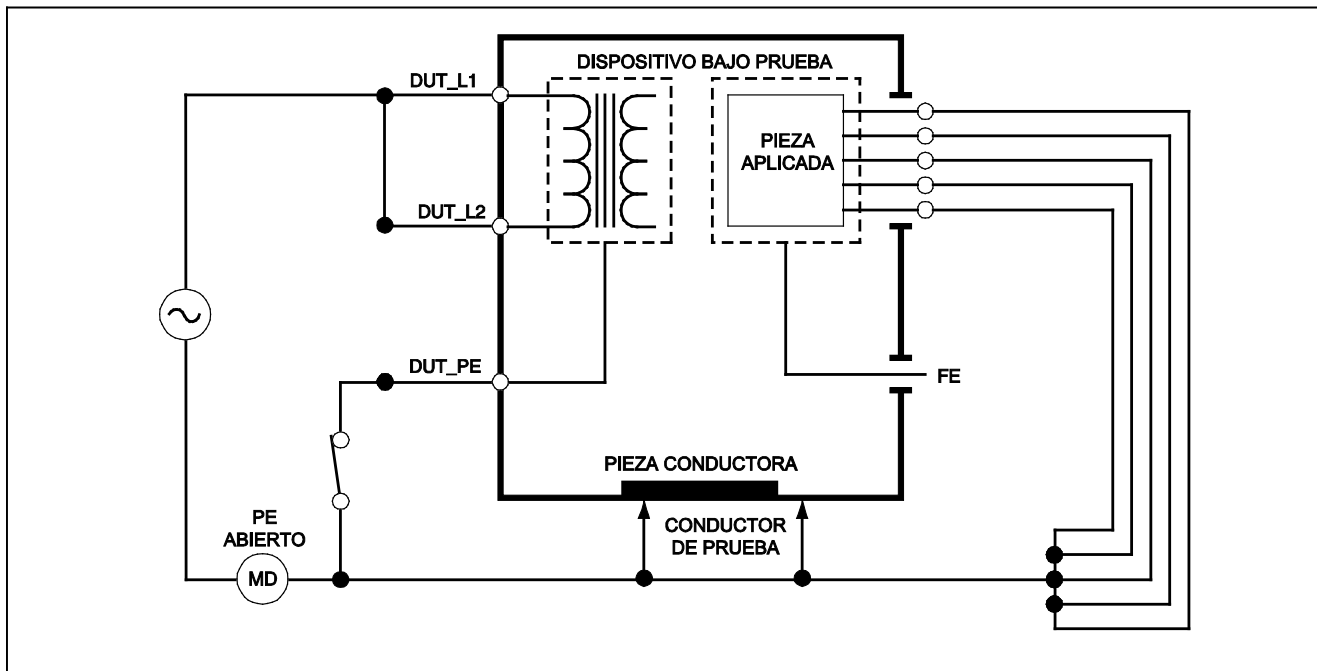 DISPOSITIVO BAJO PRUEBA
DUT_L1
PIEZA
APLICADA
DUT_L2
DUT_PE
FE
PIEZA CONDUCTORA
CONDUCTOR
DE PRUEBA
PE
ABIERTO
MD